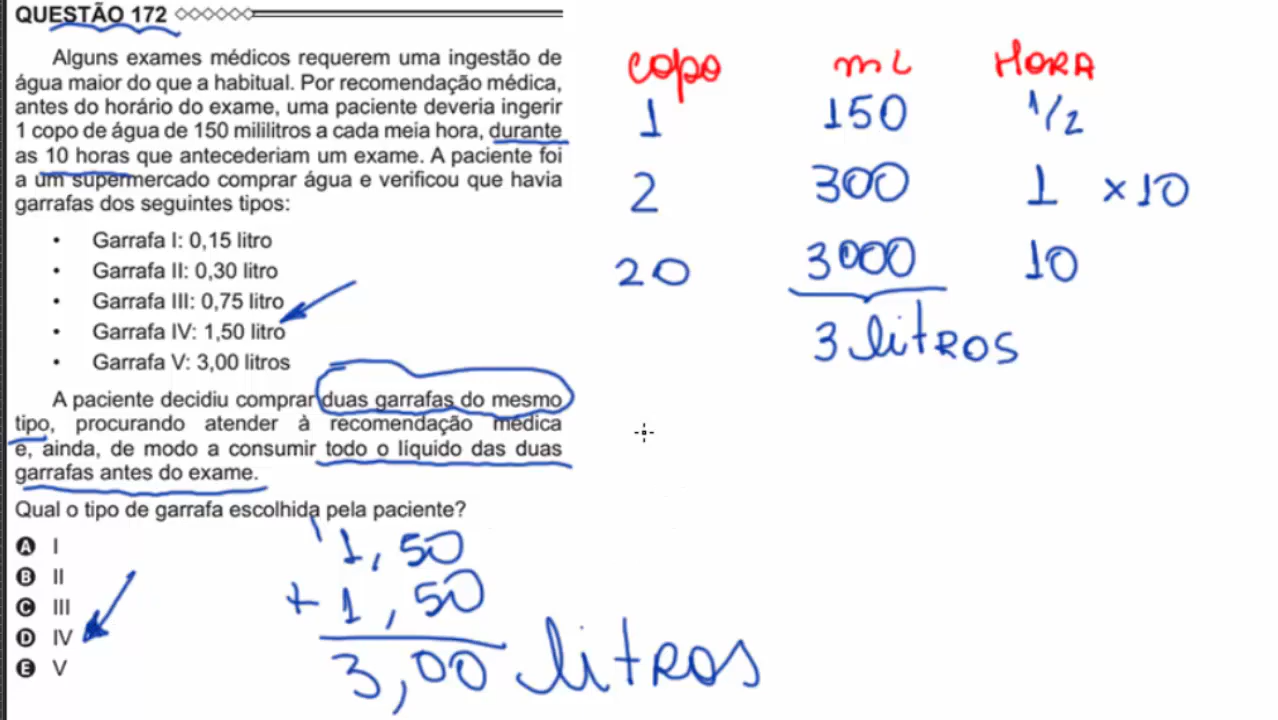 QUESTÃO 172
Alguns exames médicos requerem uma ingestão de
água maior do que a habitual. Por recomendação médica,
antes do horário do exame, uma paciente deveria ingerir
1 copo de água de 150 mililitros a cada meia hora, durante
as 10 horas que antecederiam um exame. A paciente foi
a um supermercado comprar água e verificou que havia
garrafas dos seguintes tipos:
• Garrafa I: 0,15 litro
• Garrafa II: 0,30 litro
• Garrafa III: 0,75 litro
• Garrafa IV: 1,50 litro
• Garrafa V: 3,00 litros
A paciente decidiu comprar duas garrafas do mesmo
tipo, procurando atender à recomendação médica
e, ainda, de modo a consumir todo o líquido das duas
garrafas antes do exame.
Qual o tipo de garrafa escolhida pela paciente?
A I
B II
C III
D IV
E V
1,50
+ 1,50
3,00 litros
copo mL HORA
1 150 1/2
2 300 1 ×10
20 3000 10
3 litros